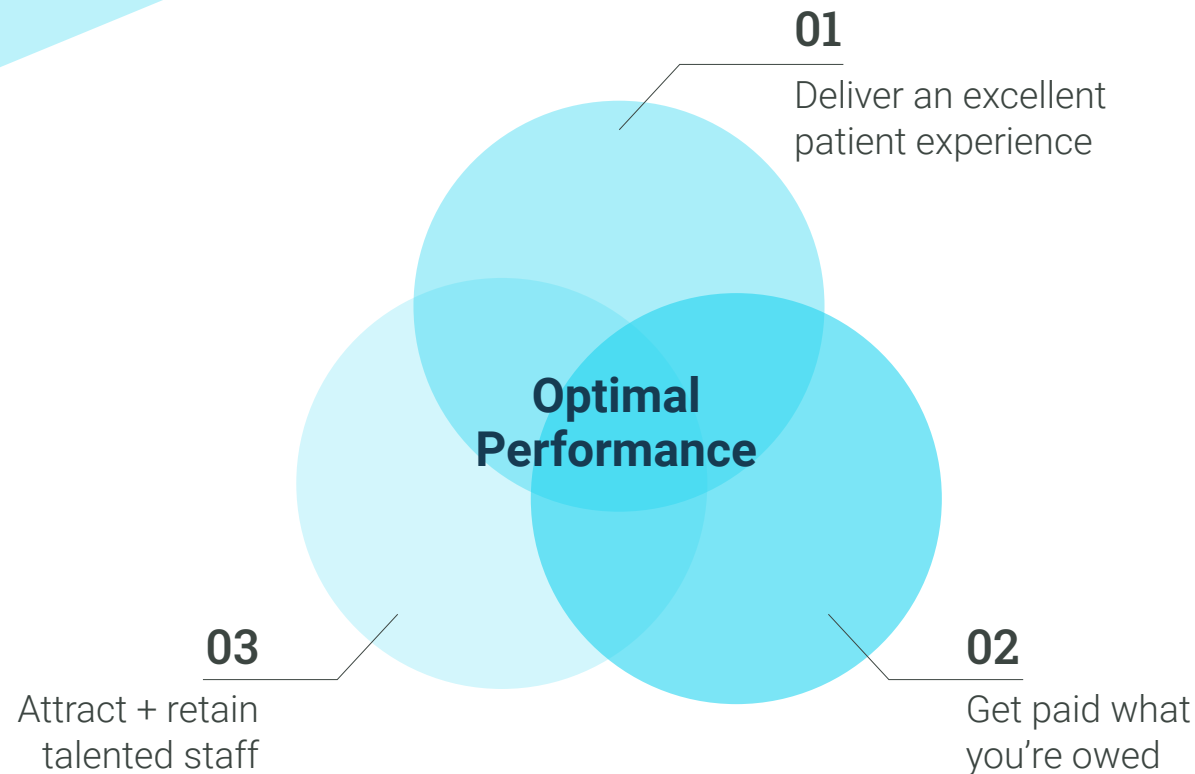 01
Deliver an excellent
patient experience
Optimal
Performance
03
Attract + retain
talented staff
02
Get paid what
you’re owed